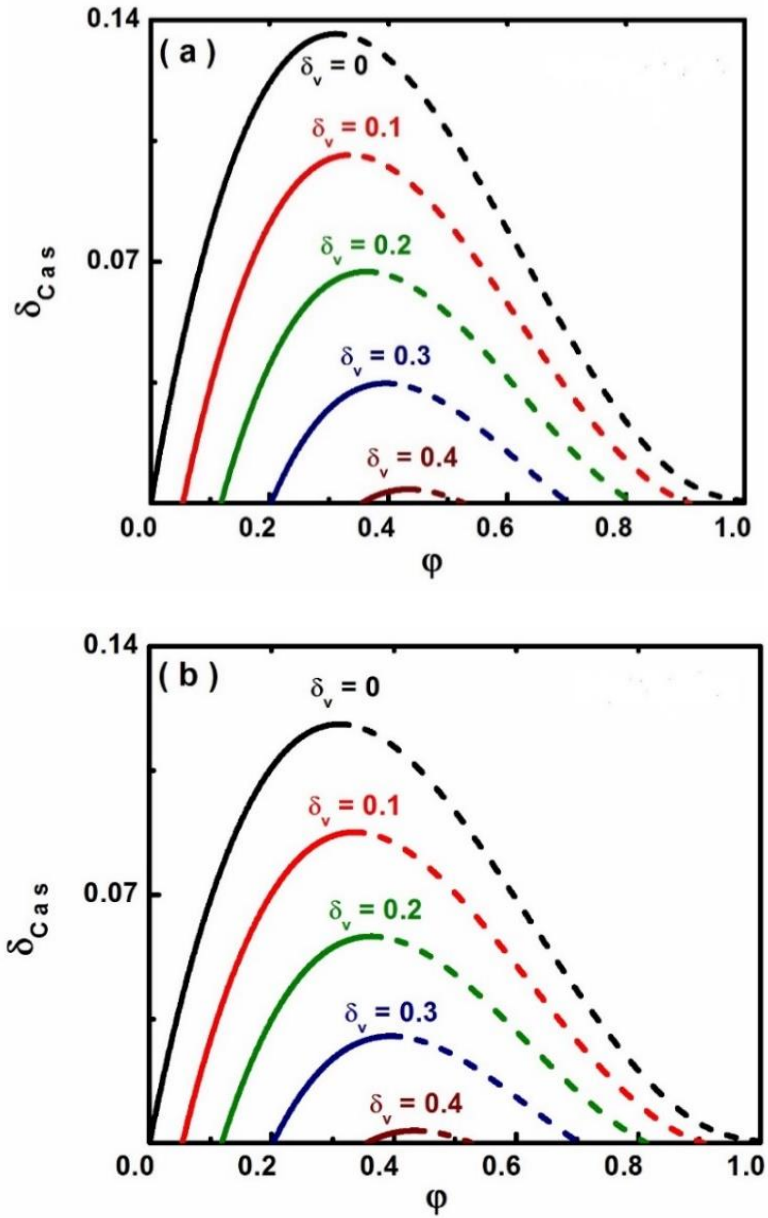 0.14
(a)
δv = 0
δv = 0.1
0.07
δCas
δv = 0.2
δv = 0.3
δv = 0.4
0.0 0.2 0.4 0.6 0.8 1.0
φ
0.14
(b)
δv = 0
δv = 0.1
0.07
δCas
δv = 0.2
δv = 0.3
δv = 0.4
0.0 0.2 0.4 0.6 0.8 1.0
φ